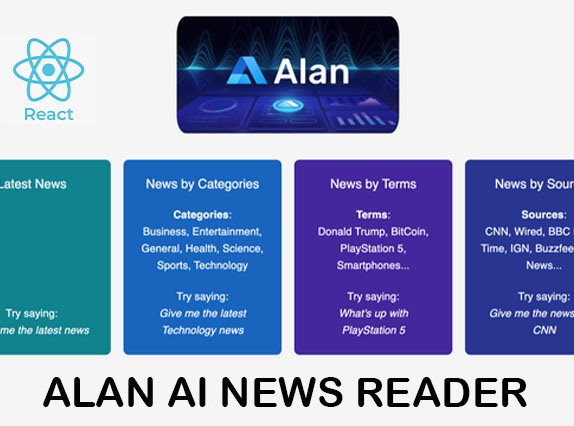 React
Alan
Latest News
Try saying:
me the latest news
News by Categories
Categories:
Business, Entertainment,
General, Health, Science,
Sports, Technology
Try saying:
Give me the latest
Technology news
News by Terms
Terms:
Donald Trump, BitCoin,
PlayStation 5,
Smartphones...
Try saying:
What's up with
PlayStation 5
News by Sour
Sources:
CNN, Wired, BBC
Time, IGN, Buzzfee
News...
Try saying:
Give me the news
CNN
ALAN AI NEWS READER